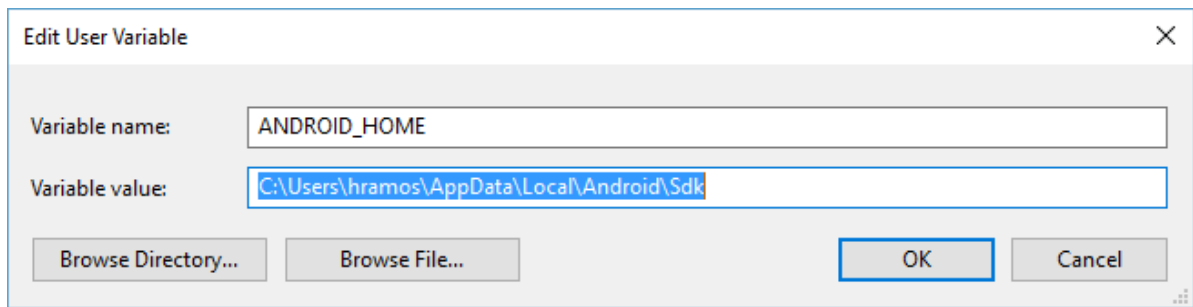 Edit User Variable
Variable name: ANDROID_HOME
Variable value: C:\Users\hramos\AppData\Local\Android\Sdk
Browse Directory... Browse File... OK Cancel